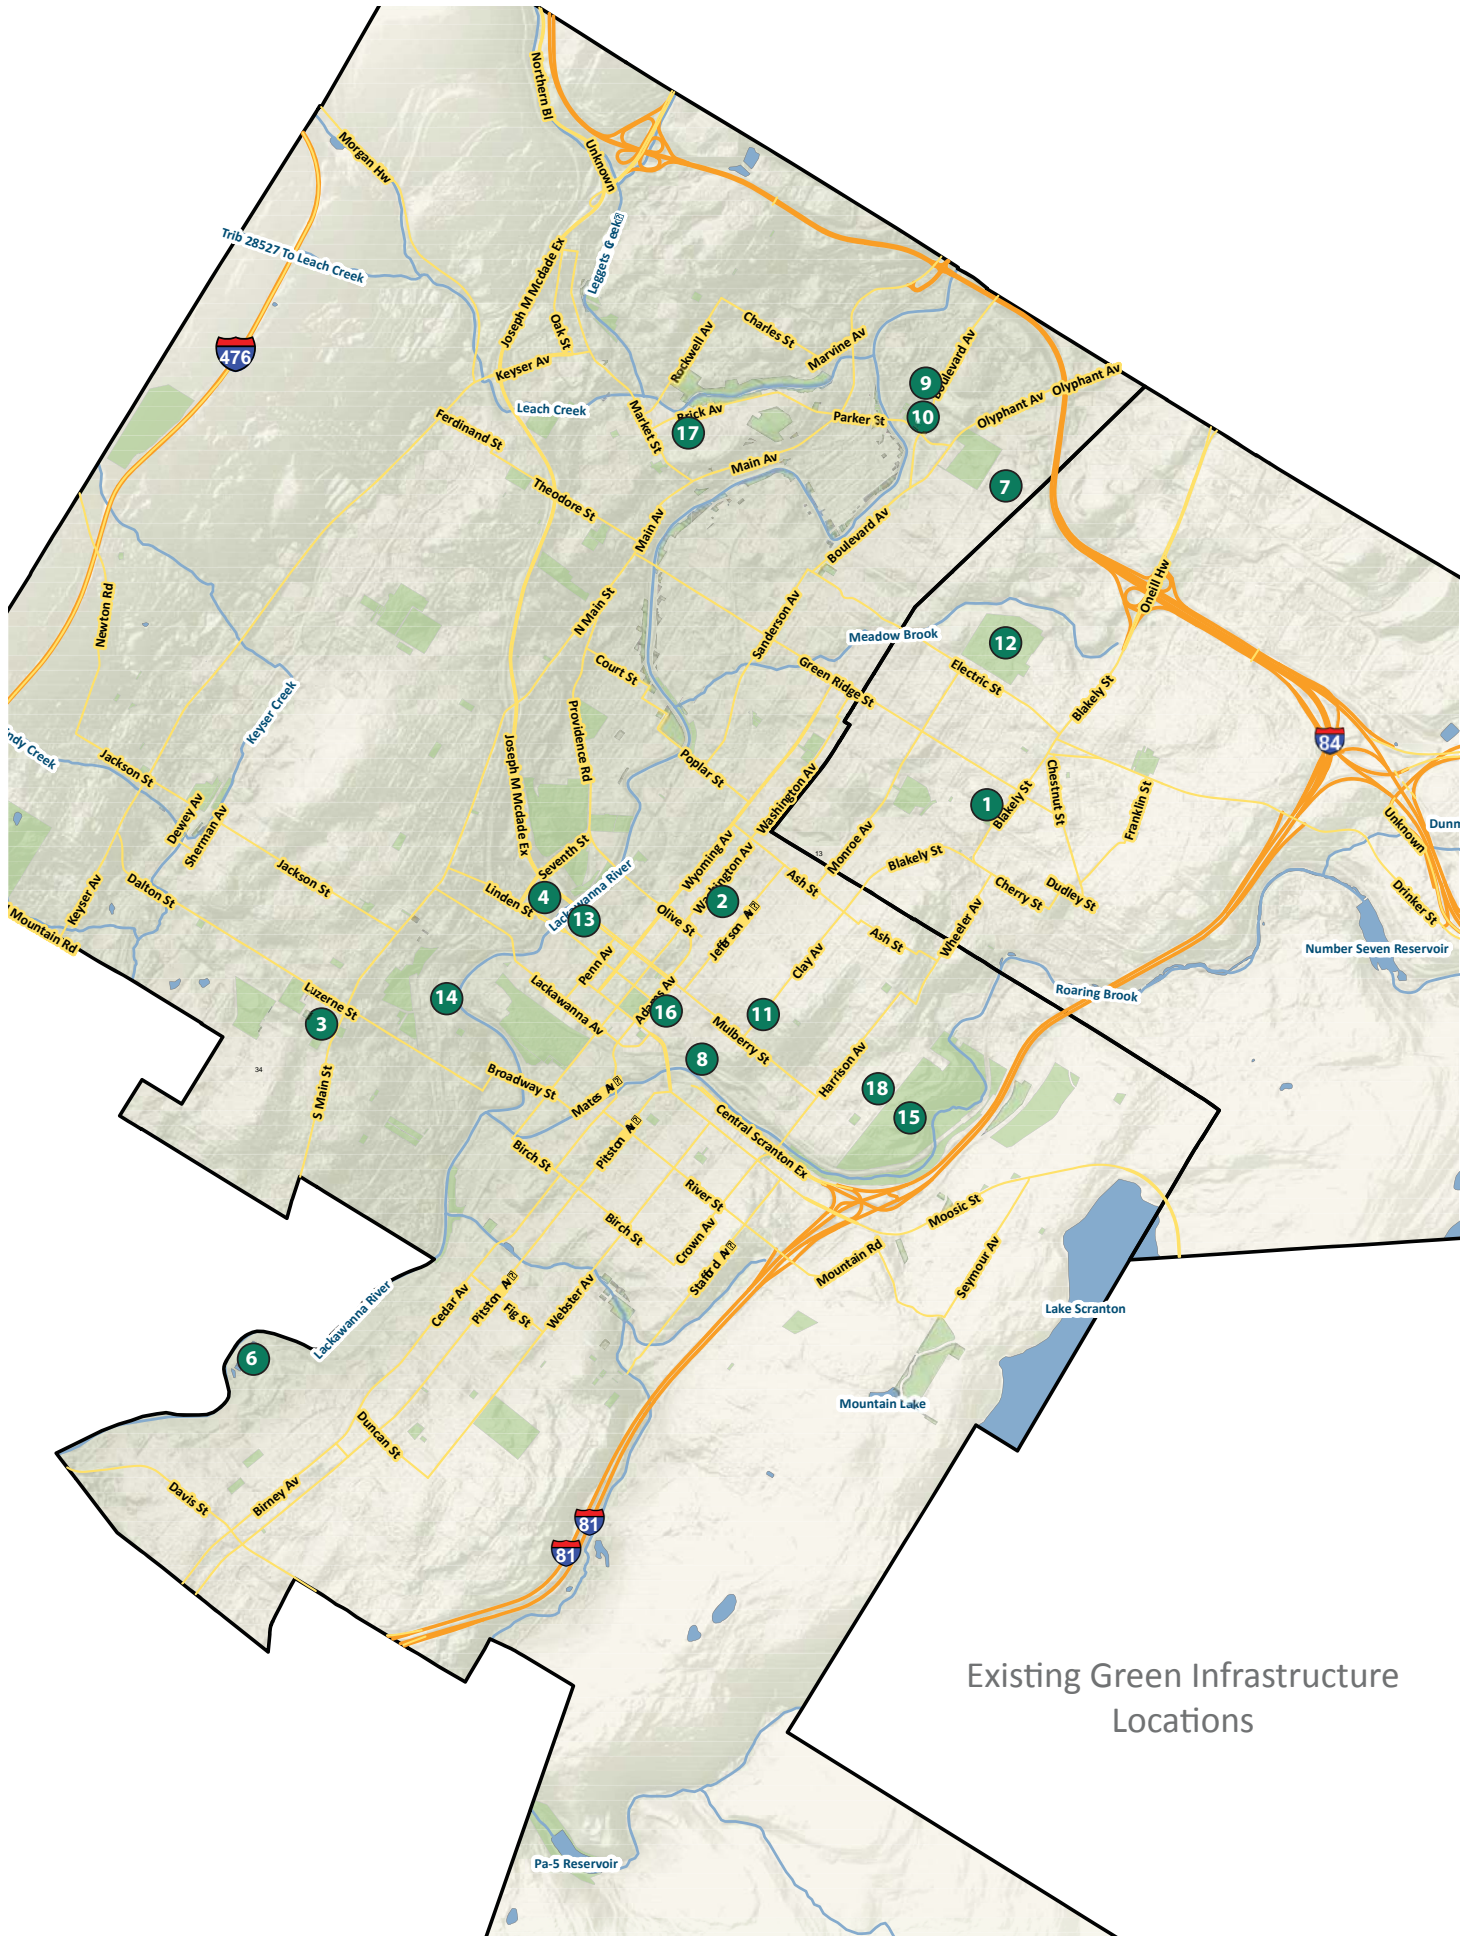 Northern Bl
Unknown
Morgan Hw
Leggets
Trib 28527 To Leach Creek
Joseph M Mcdade Ex
476
Oak St
Rockwell Av
Charles St
Marvine Av
Boulevard Av
Keyser Av
9
Olyphant Av
Olyphant Av
Leach Creek
Market St
Brick Av
Parker St
10
Ferdinand St
17
Main Av
7
Theodore St
Main Av
Boulevard Av
Oneill Hw
Newton Rd
N Main St
Sanderson Av
Meadow Brook
12
Court St
Green Ridge St
Electric St
Blakely St
Keyser Creek
Providence Rd
84
Joseph M Mcdade Ex
Jackson St
Poplar St
Washington Av
Chestnut St
Franklin St
Blakely St
1
Unknown
Dewey Av
Sherman Av
Wyoming Av
Monroe Av
13
Seventh St
Washington Av
Blakely St
Ash St
Jackson St
Dalton St
Keyser Av
Linden St
4
Lackawanna River
13
Olive St
2
Cherry St
Dudley St
Drinker St
Mountain Rd
Jefferson
Ash St
Wheeler Av
Number Seven Reservoir
Penn Av
Clay Av
Lackawanna Av
Roaring Brook
Luzerne St
14
Adams Av
16
11
3
Mulberry St
8
34
S Main St
Broadway St
Mates
Harrison Av
18
15
Pitston
Central Scranton Ex
Birch St
River St
Moosic St
Birch St
Crown Av
Stafford
Mountain Rd
Seymour Av
Lake Scranton
Cedar Av
Pitston
Fig St
Webster Av
Lackawanna River
6
Mountain Lake
Duncan St
Davis St
Birney Av
81
81
Existing Green Infrastructure
Locations
Pa-5 Reservoir